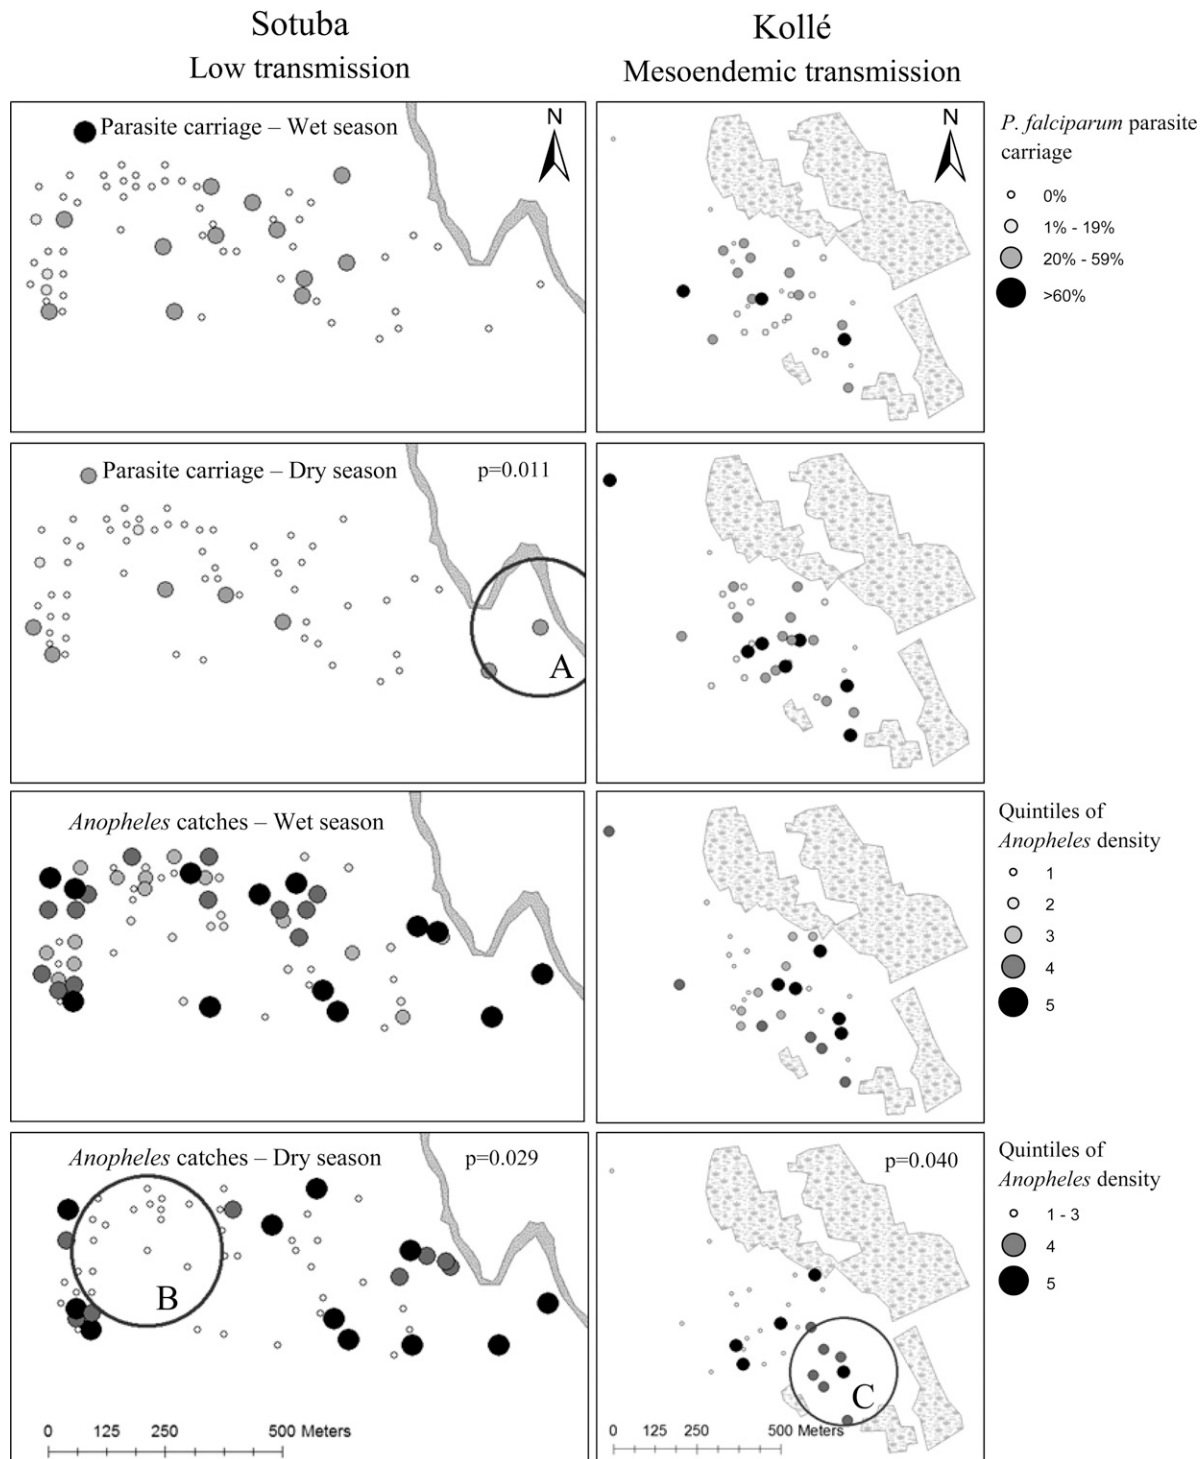 Sotuba
Low transmission
Kollé
Mesoendemic transmission
Parasite carriage – Wet season
N
N
P. falciparum parasite
carriage
0%
1% - 19%
20% - 59%
>60%
Parasite carriage – Dry season
p=0.011
A
Anopheles catches – Wet season
Quintiles of
Anopheles density
1
2
3
4
5
Anopheles catches – Dry season
p=0.029
B
0 125 250 500 Meters
p=0.040
C
0 125 250 500 Meters
Quintiles of
Anopheles density
1 - 3
4
5